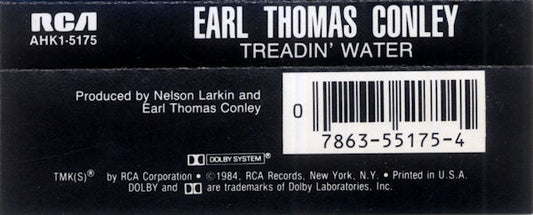 RCA
AHK1-5175
EARL THOMAS CONLEY
TREADIN' WATER
Produced by Nelson Larkin and
Earl Thomas Conley
0 7863-55175-4
DOLBY SYSTEM®
TMK(S)® by RCA Corporation • ©1984, RCA Records, New York, N.Y. • Printed in U.S.A.
DOLBY and are trademarks of Dolby Laboratories, Inc.